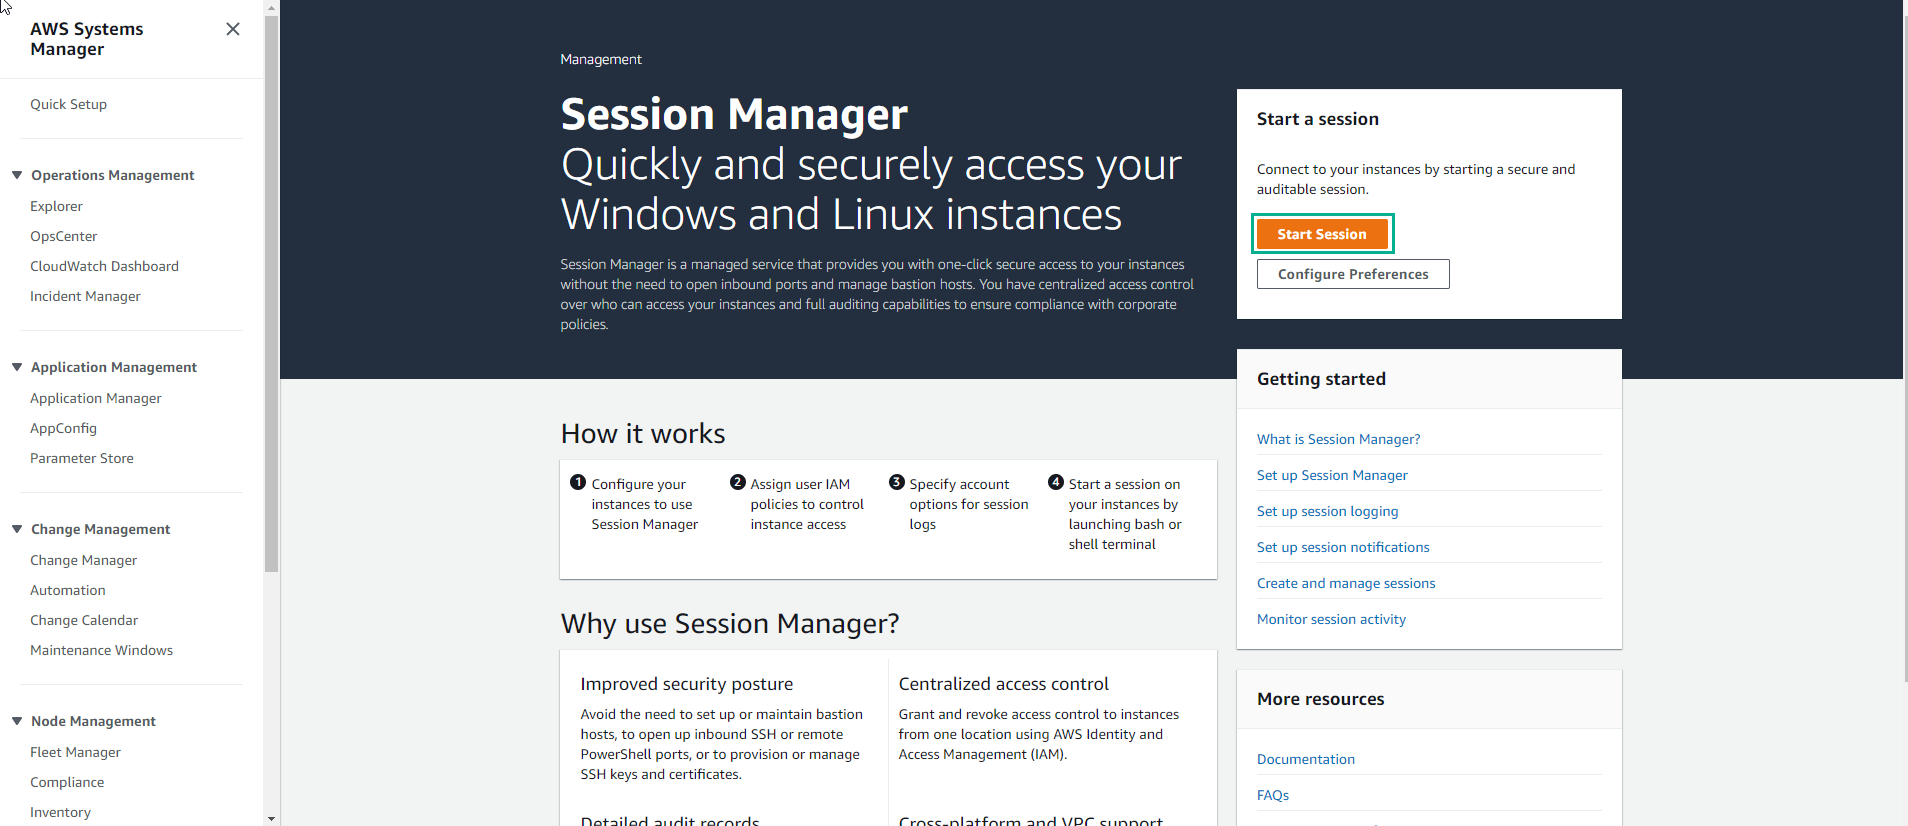 AWS Systems
Manager
Quick Setup
Operations Management
Explorer
OpsCenter
CloudWatch Dashboard
Incident Manager
Application Management
Application Manager
AppConfig
Parameter Store
Change Management
Change Manager
Automation
Change Calendar
Maintenance Windows
Node Management
Fleet Manager
Compliance
Inventory
Management
Session Manager
Quickly and securely access your
Windows and Linux instances
Session Manager is a managed service that provides you with one-click secure access to your instances
without the need to open inbound ports and manage bastion hosts. You have centralized access control
over who can access your instances and full auditing capabilities to ensure compliance with corporate
policies.
Start a session
Connect to your instances by starting a secure and
auditable session.
Start Session
Configure Preferences
How it works
1 Configure your
instances to use
Session Manager
2 Assign user IAM
policies to control
instance access
3 Specify account
options for session
logs
4 Start a session on
your instances by
launching bash or
shell terminal
Why use Session Manager?
Improved security posture
Avoid the need to set up or maintain bastion
hosts, to open up inbound SSH or remote
PowerShell ports, or to provision or manage
SSH keys and certificates.
Centralized access control
Grant and revoke access control to instances
from one location using AWS Identity and
Access Management (IAM).
Detailed audit records
Cross-platform and VPC support
Getting started
What is Session Manager?
Set up Session Manager
Set up session logging
Set up session notifications
Create and manage sessions
Monitor session activity
More resources
Documentation
FAQs